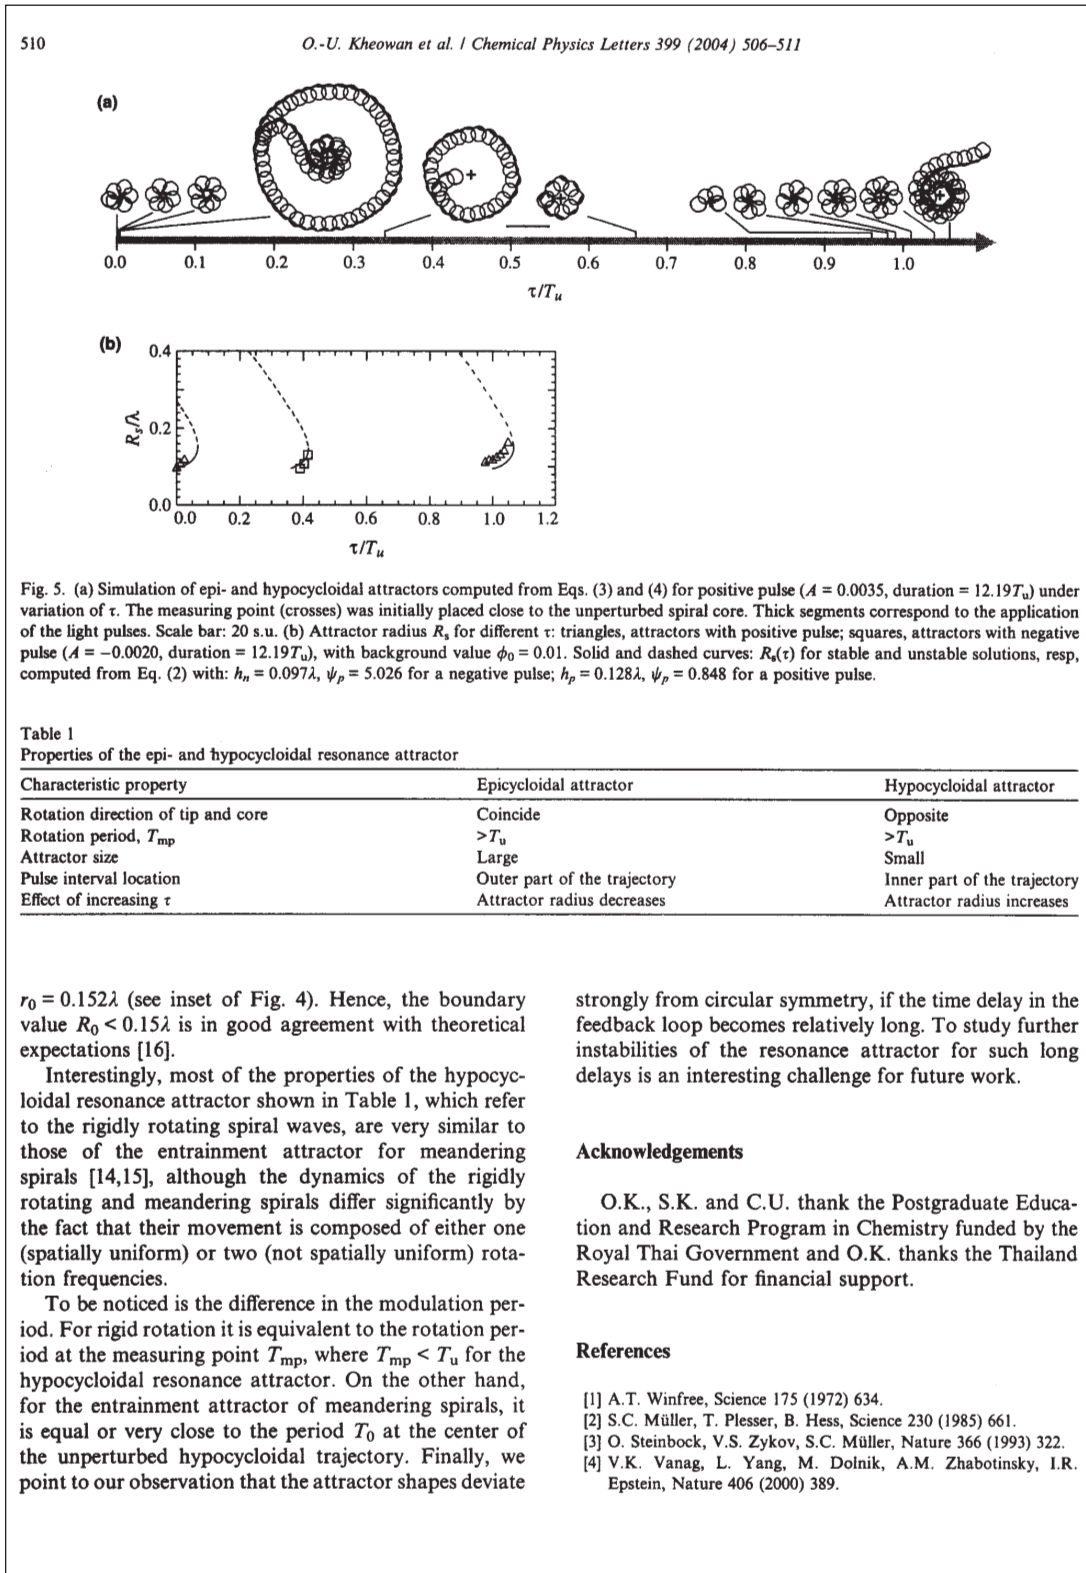 510
O.-U. Kheowan et al. / Chemical Physics Letters 399 (2004) 506–511
(a)
+
+
0.0 0.1 0.2 0.3 0.4 0.5 0.6 0.7 0.8 0.9 1.0
τ/Tᵤ
(b)
0.4
0.2
0.0
Rₛ/λ
0.0 0.2 0.4 0.6 0.8 1.0 1.2
τ/Tᵤ
Fig. 5. (a) Simulation of epi- and hypocycloidal attractors computed from Eqs. (3) and (4) for positive pulse (A = 0.0035, duration = 12.19Tᵤ) under
variation of τ. The measuring point (crosses) was initially placed close to the unperturbed spiral core. Thick segments correspond to the application
of the light pulses. Scale bar: 20 s.u. (b) Attractor radius Rₛ for different τ: triangles, attractors with positive pulse; squares, attractors with negative
pulse (A = −0.0020, duration = 12.19Tᵤ), with background value ϕ₀ = 0.01. Solid and dashed curves: Rₛ(τ) for stable and unstable solutions, resp,
computed from Eq. (2) with: hₙ = 0.097λ, ψₚ = 5.026 for a negative pulse; hₚ = 0.128λ, ψₚ = 0.848 for a positive pulse.
Table 1
Properties of the epi- and hypocycloidal resonance attractor
Characteristic property Epicycloidal attractor Hypocycloidal attractor
Rotation direction of tip and core Coincide Opposite
Rotation period, Tₘₚ >Tᵤ >Tᵤ
Attractor size Large Small
Pulse interval location Outer part of the trajectory Inner part of the trajectory
Effect of increasing τ Attractor radius decreases Attractor radius increases
r₀ = 0.152λ (see inset of Fig. 4). Hence, the boundary
value R₀ < 0.15λ is in good agreement with theoretical
expectations [16].
Interestingly, most of the properties of the hypocyc-
loidal resonance attractor shown in Table 1, which refer
to the rigidly rotating spiral waves, are very similar to
those of the entrainment attractor for meandering
spirals [14,15], although the dynamics of the rigidly
rotating and meandering spirals differ significantly by
the fact that their movement is composed of either one
(spatially uniform) or two (not spatially uniform) rota-
tion frequencies.
To be noticed is the difference in the modulation per-
iod. For rigid rotation it is equivalent to the rotation per-
iod at the measuring point Tₘₚ, where Tₘₚ < Tᵤ for the
hypocycloidal resonance attractor. On the other hand,
for the entrainment attractor of meandering spirals, it
is equal or very close to the period T₀ at the center of
the unperturbed hypocycloidal trajectory. Finally, we
point to our observation that the attractor shapes deviate
strongly from circular symmetry, if the time delay in the
feedback loop becomes relatively long. To study further
instabilities of the resonance attractor for such long
delays is an interesting challenge for future work.
Acknowledgements
O.K., S.K. and C.U. thank the Postgraduate Educa-
tion and Research Program in Chemistry funded by the
Royal Thai Government and O.K. thanks the Thailand
Research Fund for financial support.
References
[1] A.T. Winfree, Science 175 (1972) 634.
[2] S.C. Müller, T. Plesser, B. Hess, Science 230 (1985) 661.
[3] O. Steinbock, V.S. Zykov, S.C. Müller, Nature 366 (1993) 322.
[4] V.K. Vanag, L. Yang, M. Dolnik, A.M. Zhabotinsky, I.R.
Epstein, Nature 406 (2000) 389.